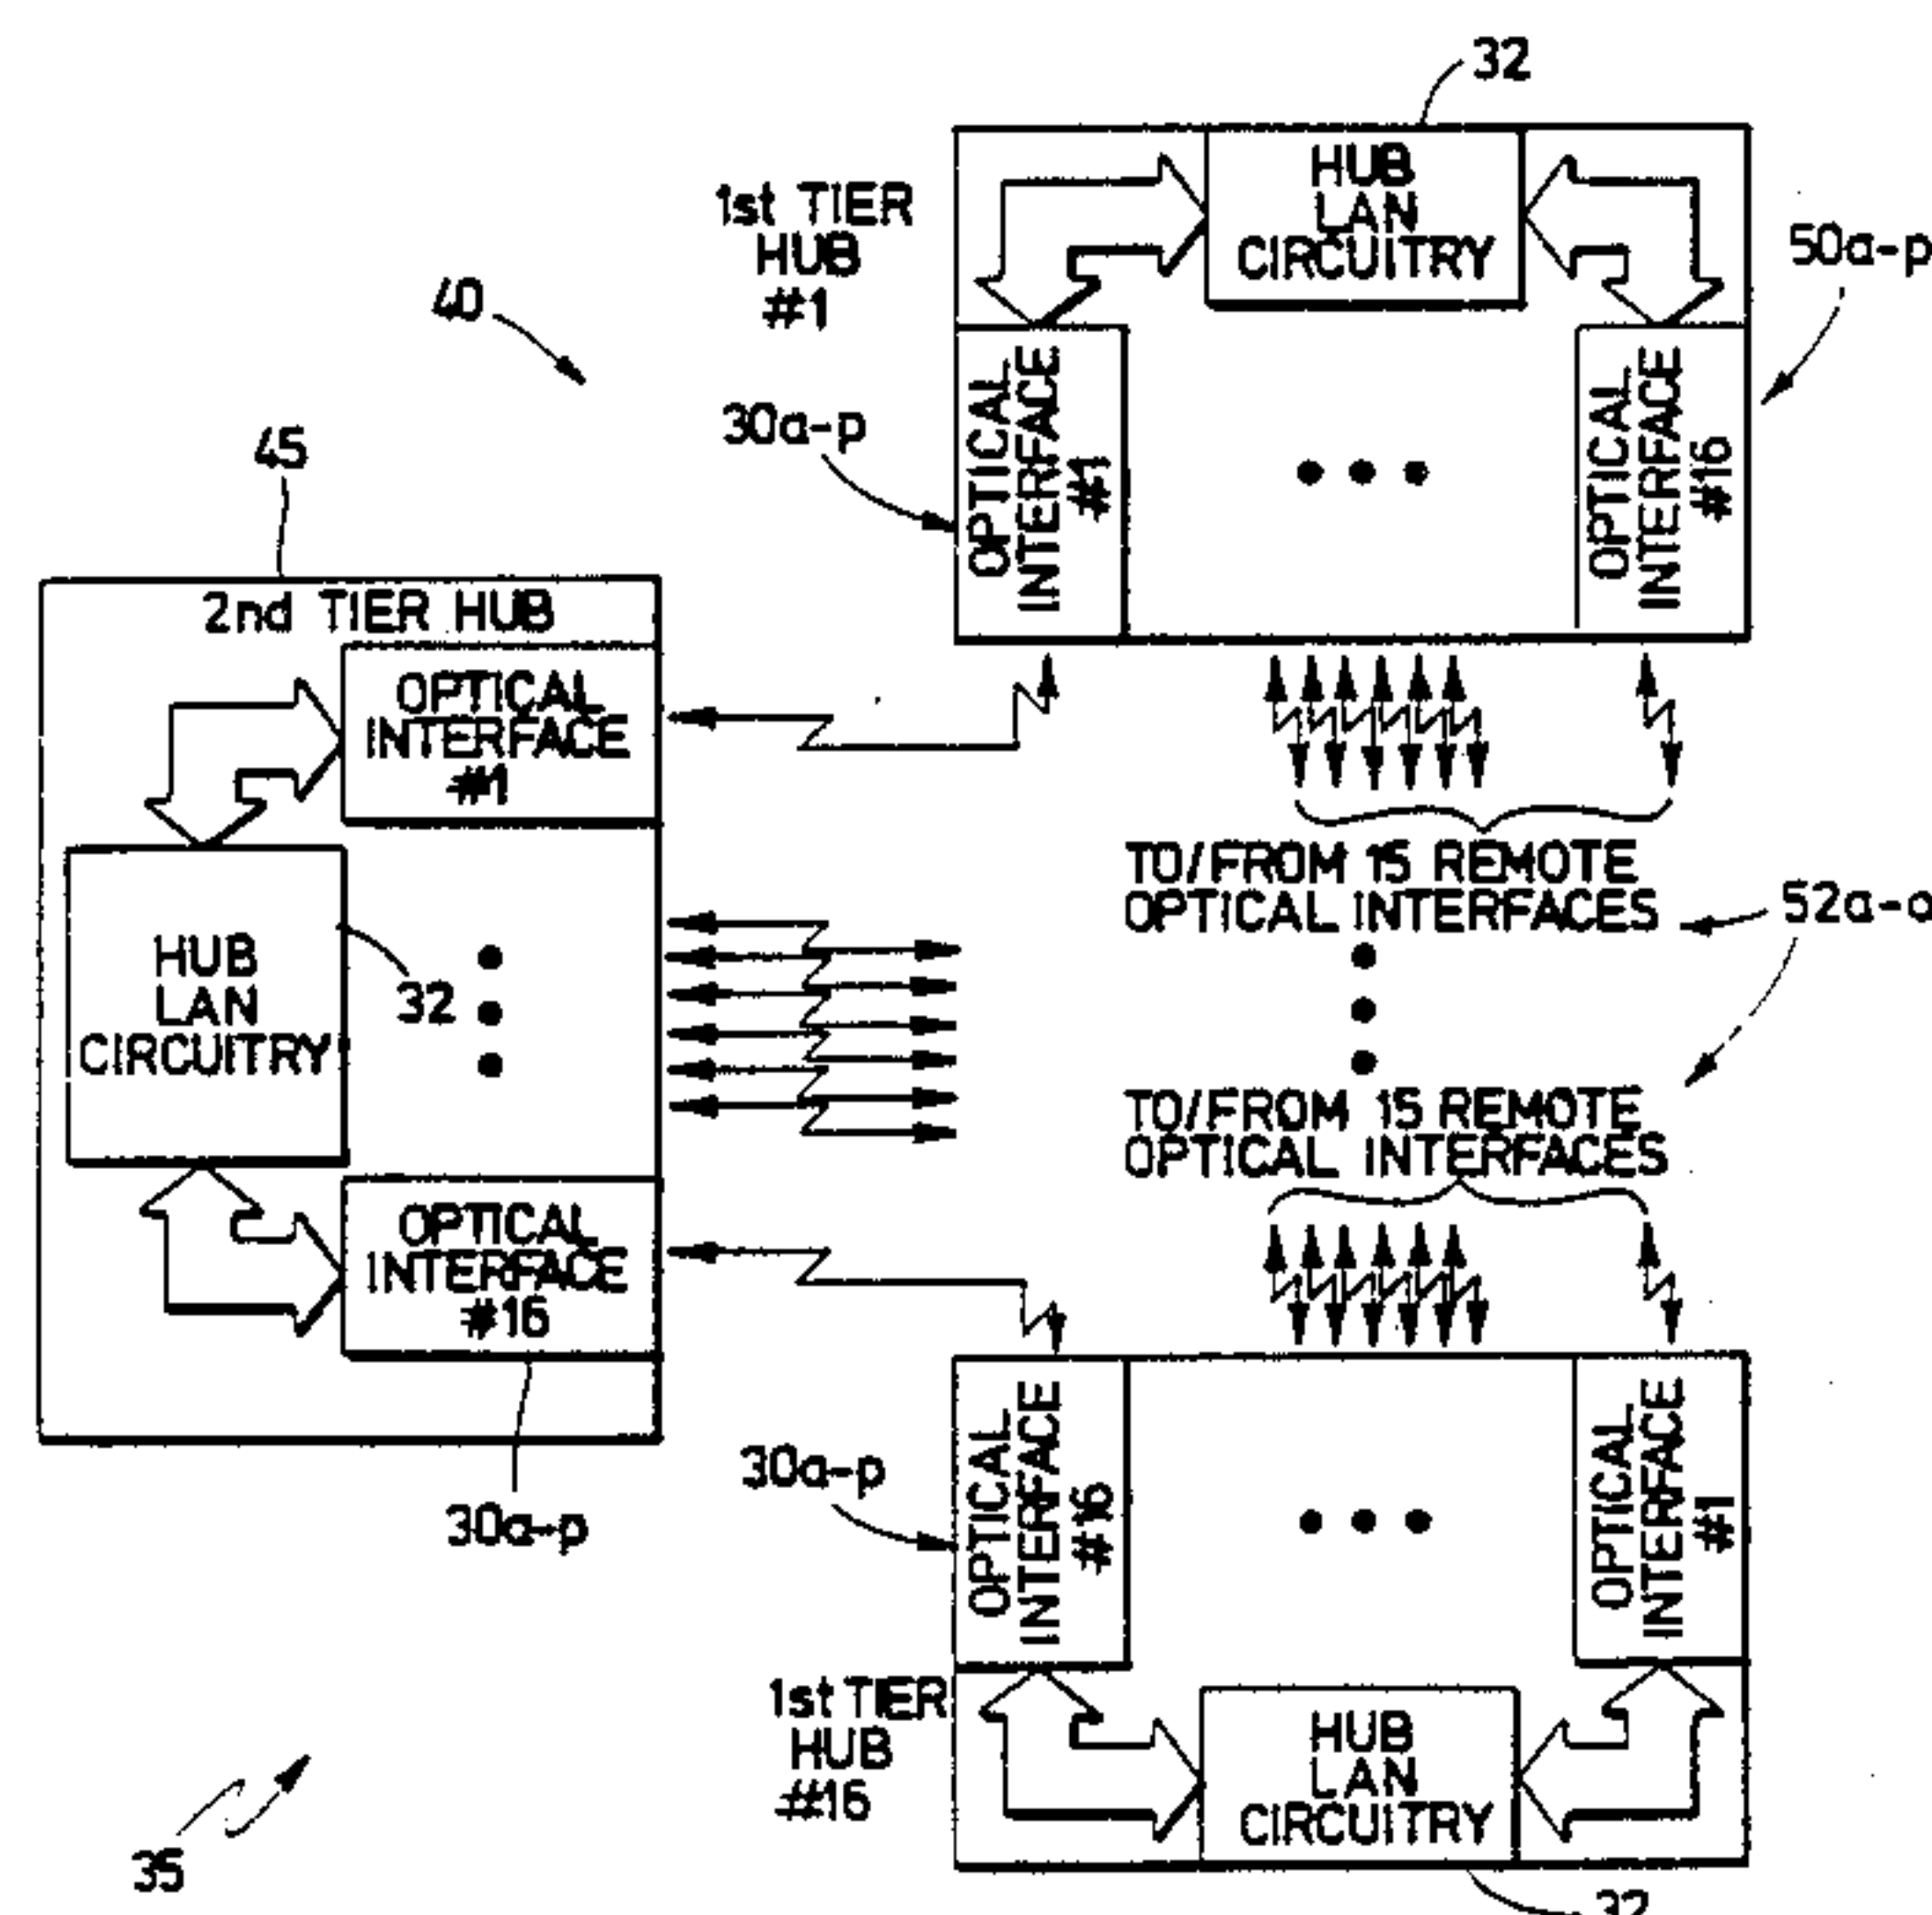 32
1st TIER
HUB
#1
HUB
LAN
CIRCUITRY
50a-p
40
30a-p
OPTICAL
INTERFACE
#1
OPTICAL
INTERFACE
#16
45
2nd TIER HUB
OPTICAL
INTERFACE
#1
TO/FROM 15 REMOTE
OPTICAL INTERFACES
52a-o
HUB
LAN
CIRCUITRY
32
TO/FROM 15 REMOTE
OPTICAL INTERFACES
OPTICAL
INTERFACE
#16
30a-p
30a-p
OPTICAL
INTERFACE
#16
OPTICAL
INTERFACE
#1
1st TIER
HUB
#16
HUB
LAN
CIRCUITRY
35
32